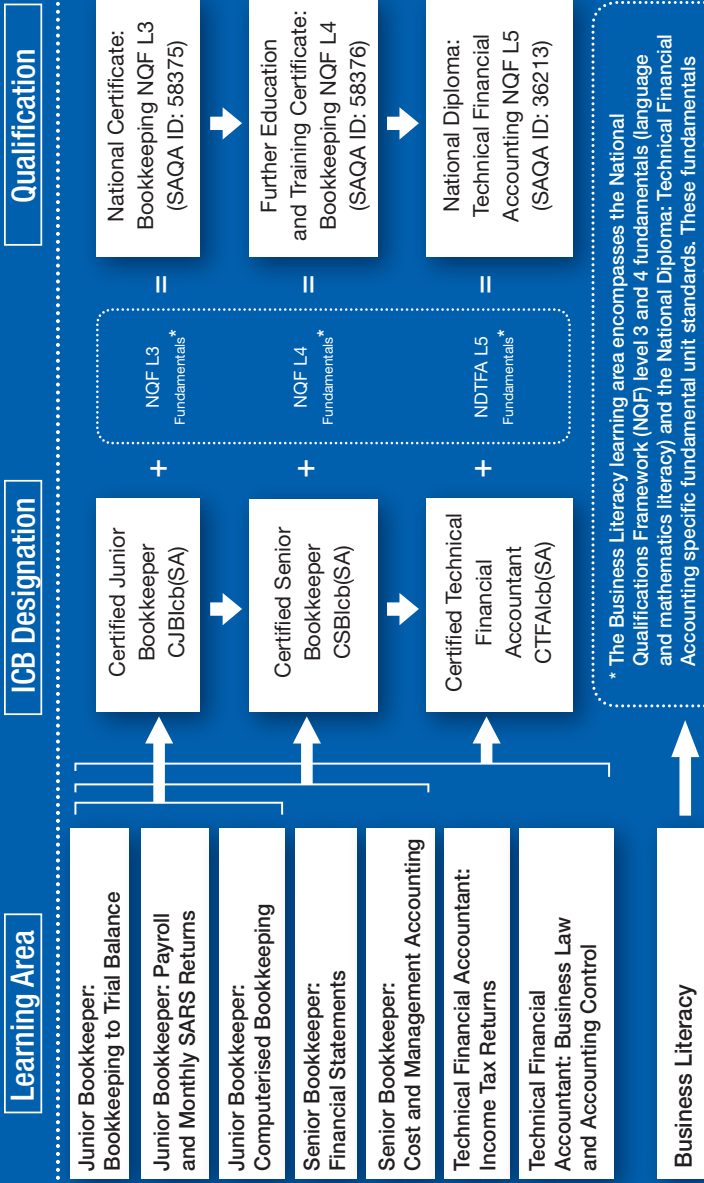 Learning Area
ICB Designation
Qualification
Junior Bookkeeper:
Bookkeeping to Trial Balance
Junior Bookkeeper: Payroll
and Monthly SARS Returns
Junior Bookkeeper:
Computerised Bookkeeping
Senior Bookkeeper:
Financial Statements
Senior Bookkeeper:
Cost and Management Accounting
Technical Financial Accountant:
Income Tax Returns
Technical Financial
Accountant: Business Law
and Accounting Control
Business Literacy
Certified Junior
Bookkeeper
CJBIcb(SA)
+
NQF L3
Fundamentals*
=
National Certificate:
Bookkeeping NQF L3
(SAQA ID: 58375)
Certified Senior
Bookkeeper
CSBIcb(SA)
+
NQF L4
Fundamentals*
=
Further Education
and Training Certificate:
Bookkeeping NQF L4
(SAQA ID: 58376)
Certified Technical
Financial
Accountant
CTFAIcb(SA)
+
NDTFA L5
Fundamentals*
=
National Diploma:
Technical Financial
Accounting NQF L5
(SAQA ID: 36213)
* The Business Literacy learning area encompasses the National
Qualifications Framework (NQF) level 3 and 4 fundamentals (language
and mathematics literacy) and the National Diploma: Technical Financial
Accounting specific fundamental unit standards. These fundamentals